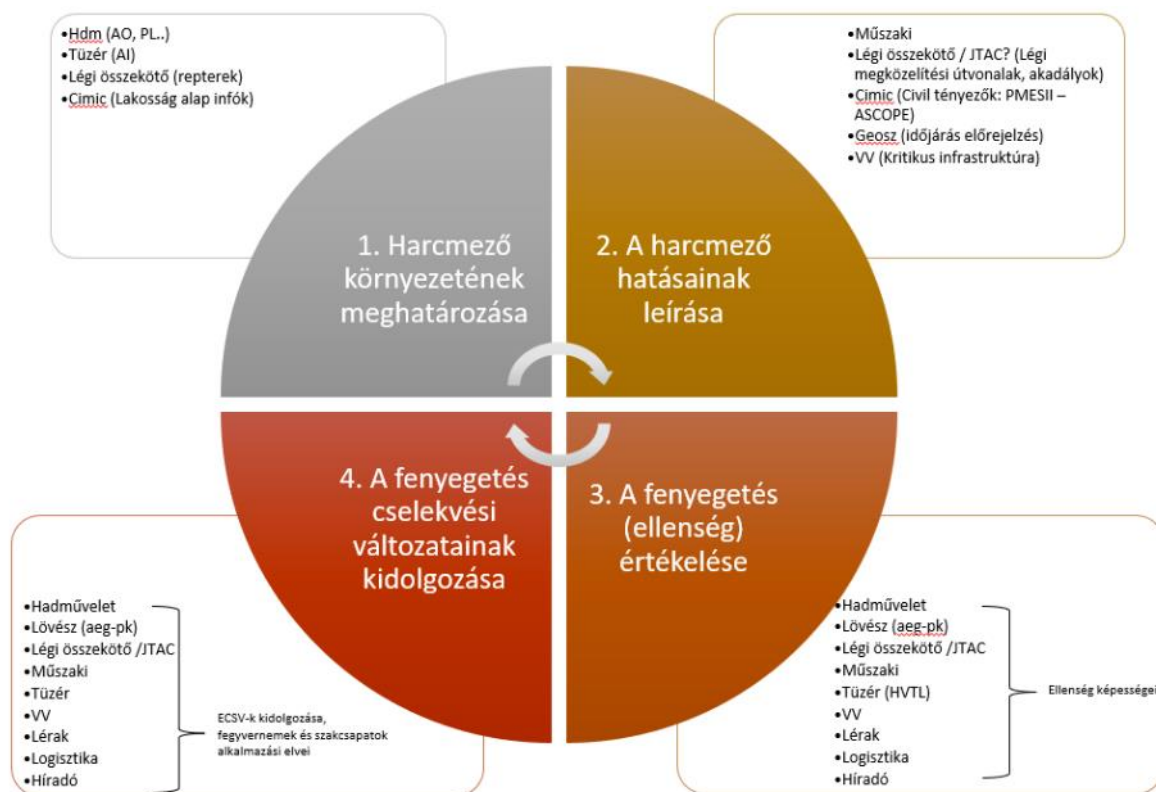 •Hdm (AO, PL..)
•Tüzér (AI)
•Légi összekötő (repterek)
•Cimic (Lakosság alap infók)
•Műszaki
•Légi összekötő / JTAC? (Légi
megközelítési útvonalak, akadályok)
•Cimic (Civil tényezők: PMESII –
ASCOPE)
•Geosz (időjárás előrejelzés)
•VV (Kritikus infrastruktúra)
1. Harcmező
környezetének
meghatározása
2. A harcmező
hatásainak
leírása
4. A fenyegetés
cselekvési
változatainak
kidolgozása
3. A fenyegetés
(ellenség)
értékelése
•Hadművelet
•Lövész (aeg-pk)
•Légi összekötő /JTAC
•Műszaki
•Tüzér
•VV
•Lérak
•Logisztika
•Híradó
ECSV-k kidolgozása,
fegyvernemek és szakcsapatok
alkalmazási elvei
•Hadművelet
•Lövész (aeg-pk)
•Légi összekötő /JTAC
•Műszaki
•Tüzér (HVTL)
•VV
•Lérak
•Logisztika
•Híradó
Ellenség képességei